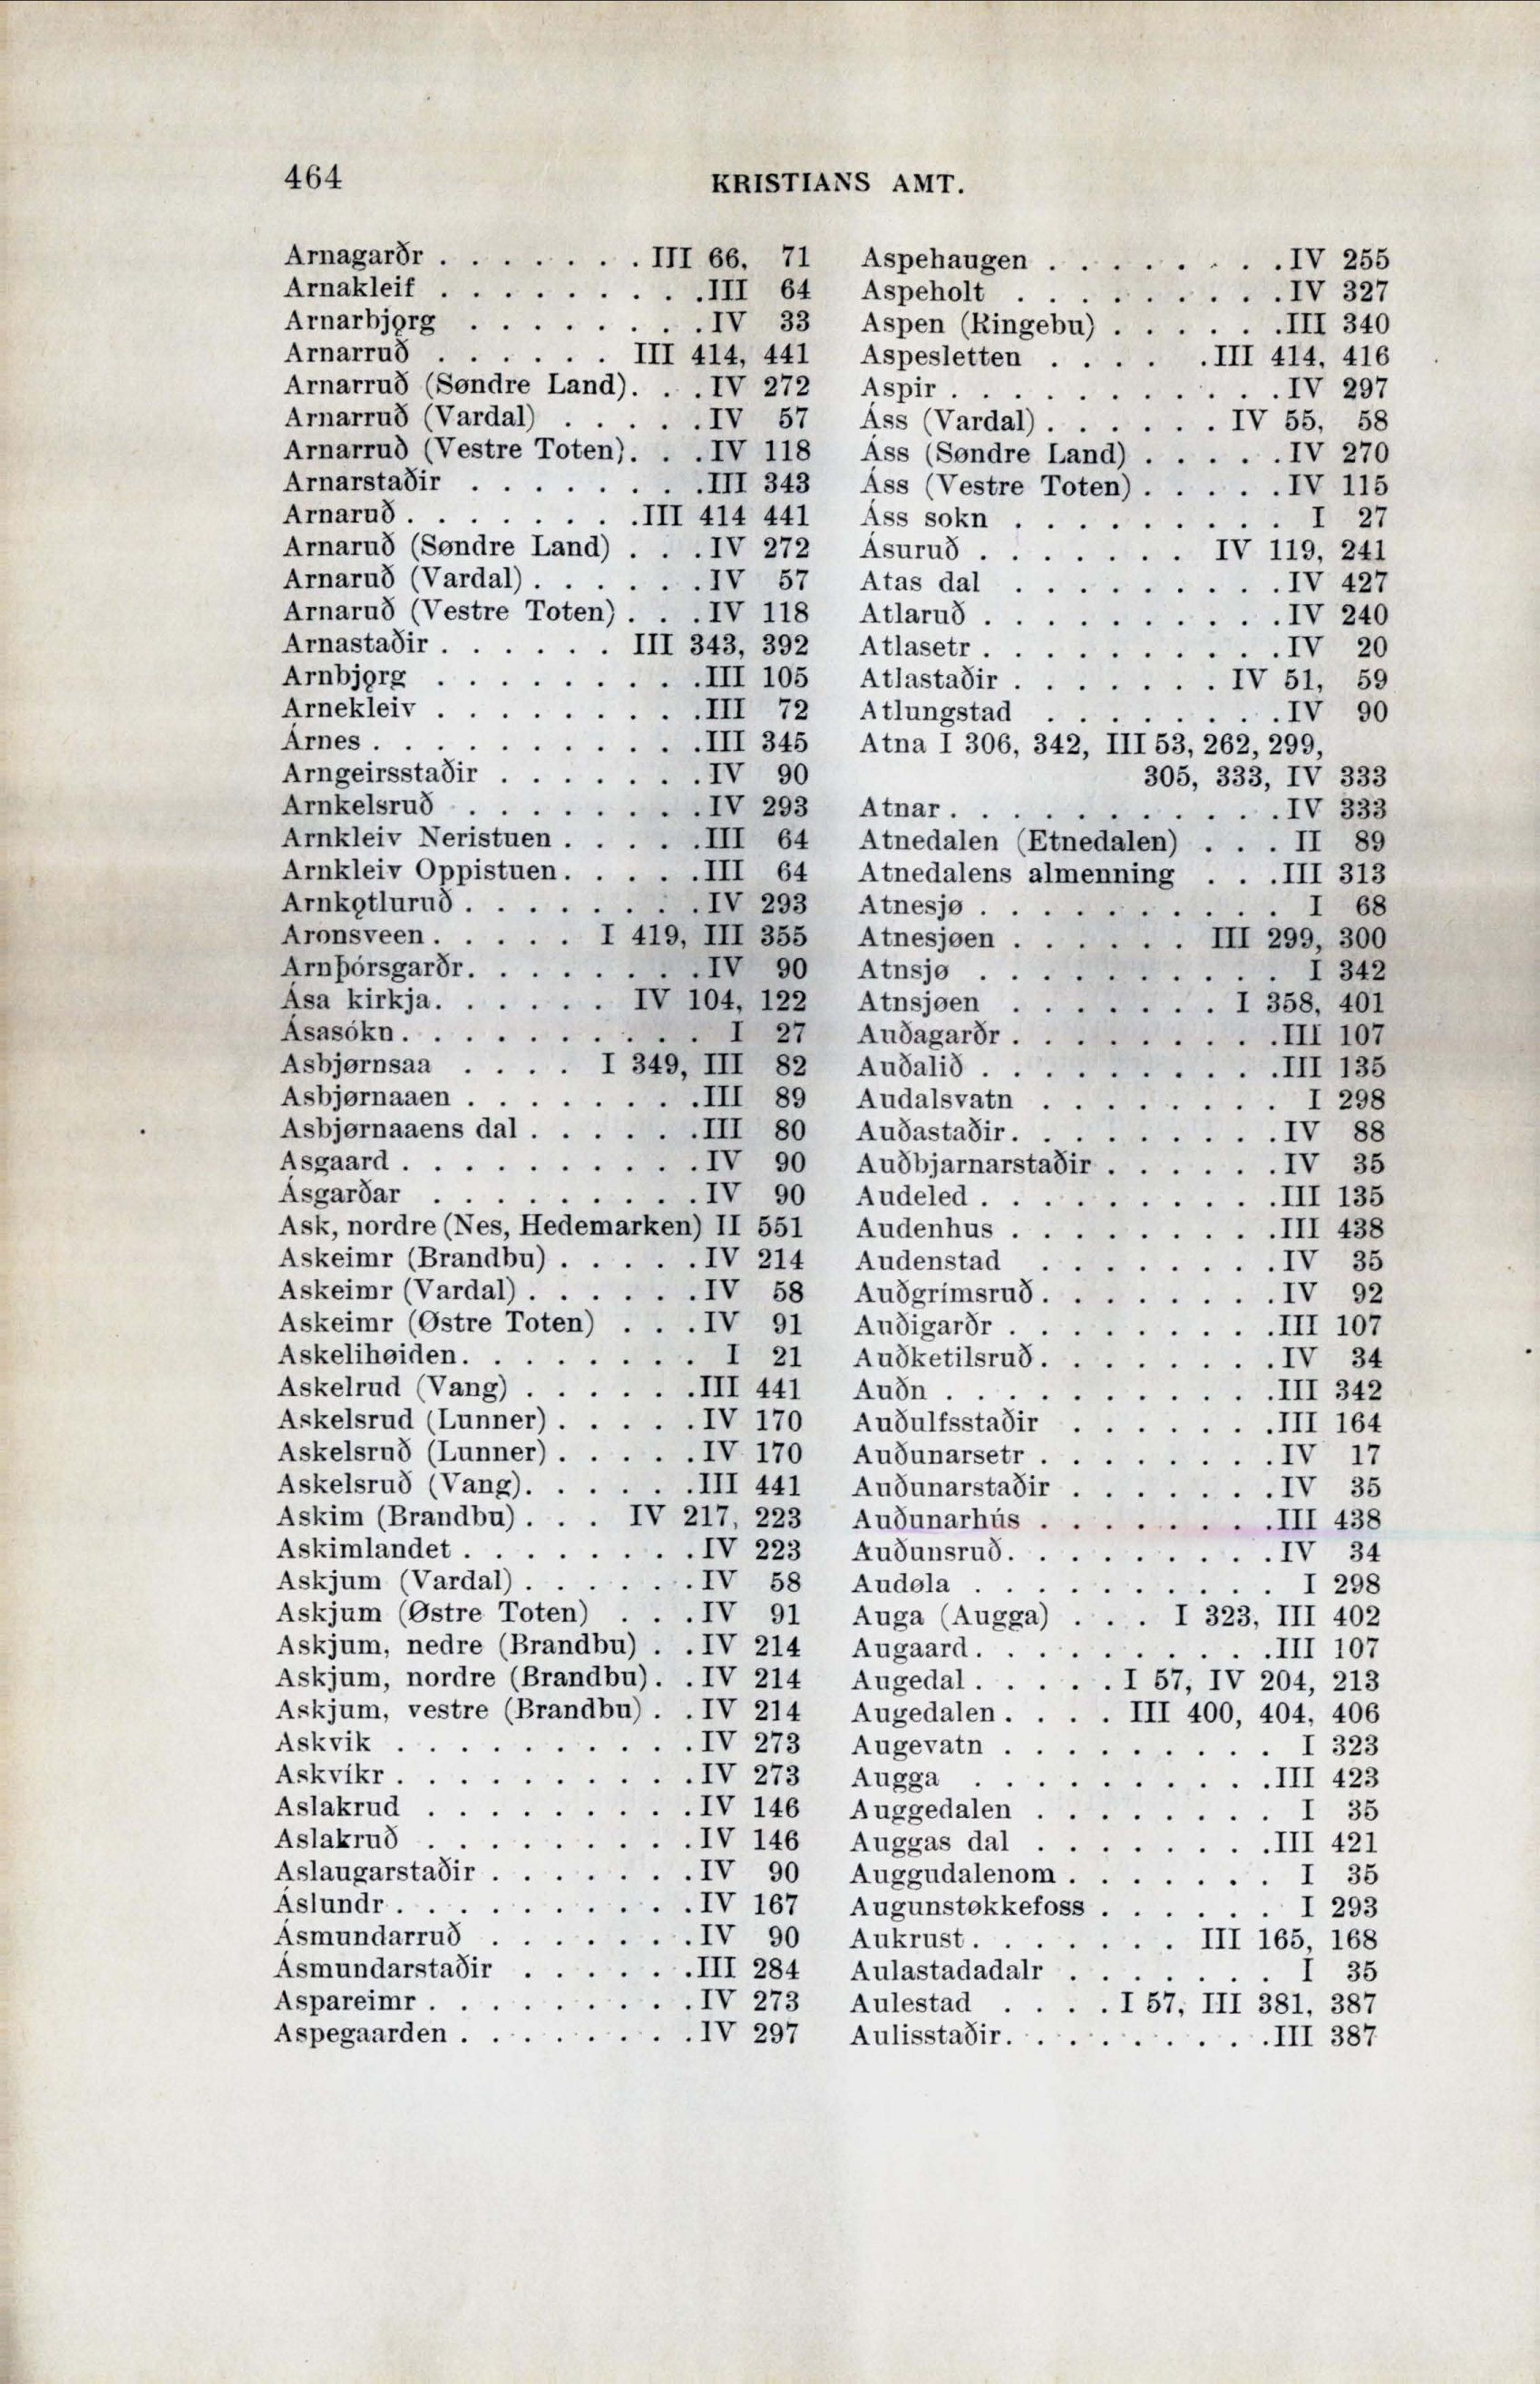 464
KRISTIANS AMT.
Arnagarðr . . . . . . . III 66, 71
Arnakleif . . . . . . . . . III 64
Arnarbjǫrg . . . . . . . . IV 33
Arnarruð . . . . . . III 414, 441
Arnarruð (Søndre Land) . . . IV 272
Arnarruð (Vardal) . . . . . IV 57
Arnarruð (Vestre Toten) . . . IV 118
Arnarstaðir . . . . . . . . III 343
Arnaruð . . . . . . . . III 414 441
Arnaruð (Søndre Land) . . . IV 272
Arnaruð (Vardal) . . . . . . IV 57
Arnaruð (Vestre Toten) . . . IV 118
Arnastaðir . . . . . . III 343, 392
Arnbjǫrg . . . . . . . . . III 105
Arnekleiv . . . . . . . . . III 72
Árnes . . . . . . . . . . . III 345
Arngeirsstaðir . . . . . . . IV 90
Arnkelsruð . . . . . . . . IV 293
Arnkleiv Neristuen . . . . . III 64
Arnkleiv Oppistuen . . . . . III 64
Arnkǫtluruð . . . . . . . . IV 293
Aronsveen . . . . . I 419, III 355
Arnþórsgarðr . . . . . . . . IV 90
Ása kirkja . . . . . . IV 104, 122
Ásasókn . . . . . . . . . . I 27
Asbjørnsaa . . . . I 349, III 82
Asbjørnaaen . . . . . . . . III 89
Asbjørnaaens dal . . . . . . III 80
Asgaard . . . . . . . . . . IV 90
Ásgarðar . . . . . . . . . IV 90
Ask, nordre (Nes, Hedemarken) II 551
Askeimr (Brandbu) . . . . . IV 214
Askeimr (Vardal) . . . . . . IV 58
Askeimr (Østre Toten) . . . IV 91
Askelihøiden . . . . . . . . I 21
Askelrud (Vang) . . . . . . III 441
Askelsrud (Lunner) . . . . . IV 170
Askelsruð (Lunner) . . . . . IV 170
Askelsruð (Vang) . . . . . . III 441
Askim (Brandbu) . . . IV 217, 223
Askimlandet . . . . . . . . IV 223
Askjum (Vardal) . . . . . . IV 58
Askjum (Østre Toten) . . . IV 91
Askjum, nedre (Brandbu) . . IV 214
Askjum, nordre (Brandbu) . . IV 214
Askjum, vestre (Brandbu) . . IV 214
Askvik . . . . . . . . . . IV 273
Askvíkr . . . . . . . . . . IV 273
Aslakrud . . . . . . . . . IV 146
Aslakruð . . . . . . . . . IV 146
Aslaugarstaðir . . . . . . . IV 90
Áslundr . . . . . . . . . . IV 167
Ásmundarruð . . . . . . . IV 90
Ásmundarstaðir . . . . . . III 284
Aspareimr . . . . . . . . . IV 273
Aspegaarden . . . . . . . . IV 297
Aspehaugen . . . . . . . . IV 255
Aspeholt . . . . . . . . . IV 327
Aspen (Ringebu) . . . . . . III 340
Aspesletten . . . . . III 414, 416
Aspir . . . . . . . . . . . IV 297
Áss (Vardal) . . . . . . IV 55, 58
Áss (Søndre Land) . . . . . IV 270
Áss (Vestre Toten) . . . . . IV 115
Áss sokn . . . . . . . . . I 27
Ásuruð . . . . . . . IV 119, 241
Atas dal . . . . . . . . . IV 427
Atlaruð . . . . . . . . . . IV 240
Atlasetr . . . . . . . . . . IV 20
Atlastaðir . . . . . . . IV 51, 59
Atlungstad . . . . . . . . IV 90
Atna I 306, 342, III 53, 262, 299,
305, 333, IV 333
Atnar . . . . . . . . . . . IV 333
Atnedalen (Etnedalen) . . . II 89
Atnedalens almenning . . . III 313
Atnesjø . . . . . . . . . . I 68
Atnesjøen . . . . . . III 299, 300
Atnsjø . . . . . . . . . . I 342
Atnsjøen . . . . . . . I 358, 401
Auðagarðr . . . . . . . . . III 107
Auðalið . . . . . . . . . . III 135
Audalsvatn . . . . . . . . I 298
Auðastaðir . . . . . . . . . IV 88
Auðbjarnarstaðir . . . . . . IV 35
Audeled . . . . . . . . . . III 135
Audenhus . . . . . . . . . III 438
Audenstad . . . . . . . . IV 35
Auðgrímsruð . . . . . . . . IV 92
Auðigarðr . . . . . . . . . III 107
Auðketilsruð . . . . . . . . IV 34
Auðn . . . . . . . . . . . III 342
Auðulfsstaðir . . . . . . . III 164
Auðunarsetr . . . . . . . . IV 17
Auðunarstaðir . . . . . . . IV 35
Auðunarhús . . . . . . . . III 438
Auðunsruð . . . . . . . . . IV 34
Audøla . . . . . . . . . . I 298
Auga (Augga) . . . I 323, III 402
Augaard . . . . . . . . . . III 107
Augedal . . . . . I 57, IV 204, 213
Augedalen . . . . III 400, 404, 406
Augevatn . . . . . . . . . I 323
Augga . . . . . . . . . . III 423
Auggedalen . . . . . . . . I 35
Auggas dal . . . . . . . . III 421
Auggudalenom . . . . . . . I 35
Augunstøkkefoss . . . . . . I 293
Aukrust . . . . . . . III 165, 168
Aulastadadalr . . . . . . . I 35
Aulestad . . . . I 57, III 381, 387
Aulisstaðir . . . . . . . . . III 387